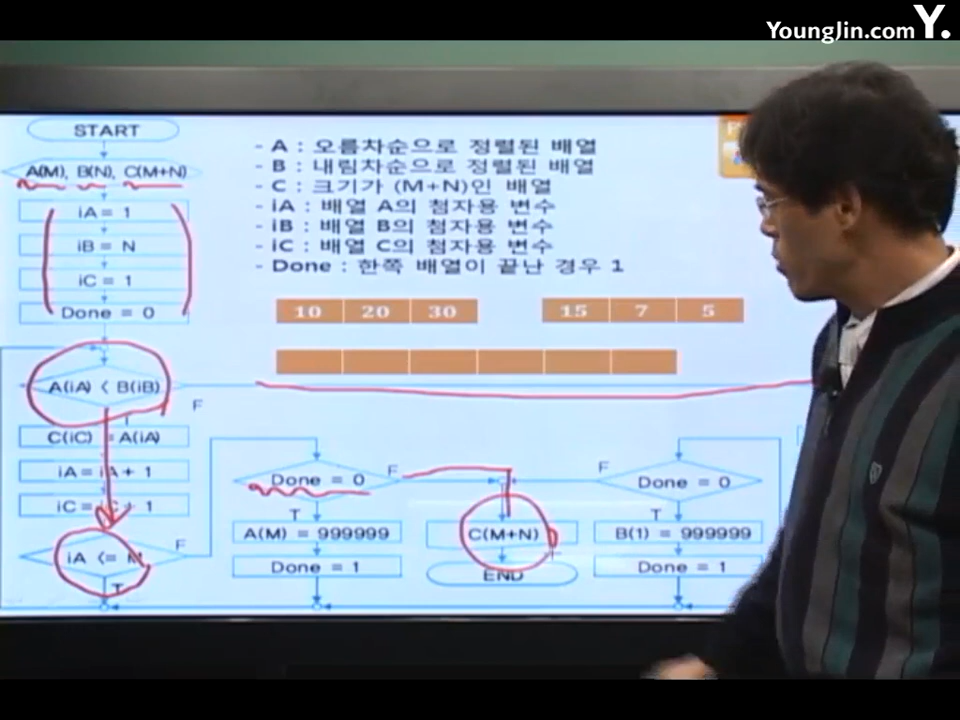 YoungJin.com Y.
START
A(M), B(N), C(M+N)
iA = 1
iB = N
iC = 1
Done = 0
A(iA) < B(iB)
F
T
C(iC) = A(iA)
iA = iA + 1
iC = iC + 1
iA <= M
F
T
- A : 오름차순으로 정렬된 배열
- B : 내림차순으로 정렬된 배열
- C : 크기가 (M+N)인 배열
- iA : 배열 A의 첨자용 변수
- iB : 배열 B의 첨자용 변수
- iC : 배열 C의 첨자용 변수
- Done : 한쪽 배열이 끝난 경우 1
10 20 30
15 7 5
Done = 0
F
T
A(M) = 999999
Done = 1
C(M+N)
END
F
Done = 0
T
B(1) = 999999
Done = 1